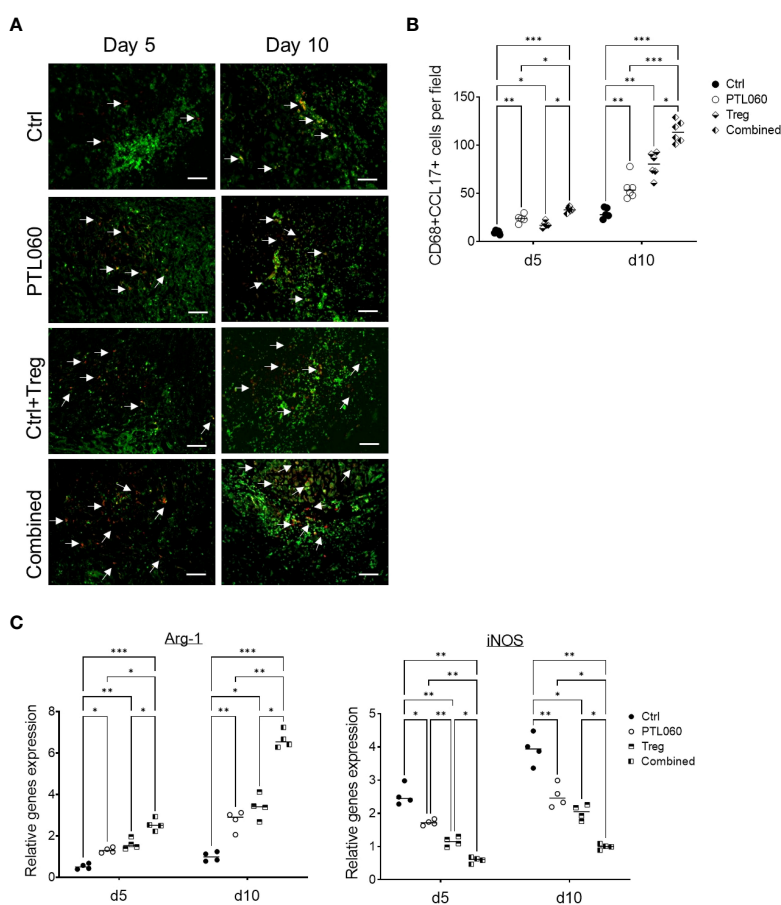 A
Day 5
Day 10
Ctrl
PTL060
Ctrl+Treg
Combined
B
*** ***
* ***
* **
** * ** *
CD68+CCL17+ cells per field
150
100
50
0
d5 d10
Ctrl
PTL060
Treg
Combined
C
Arg-1
*** ***
* **
** *
* * ** *
Relative genes expression
8
6
4
2
0
d5 d10
iNOS
** **
** *
** *
* ** * ** *
Relative genes expression
5
4
3
2
1
0
d5 d10
Ctrl
PTL060
Treg
Combined